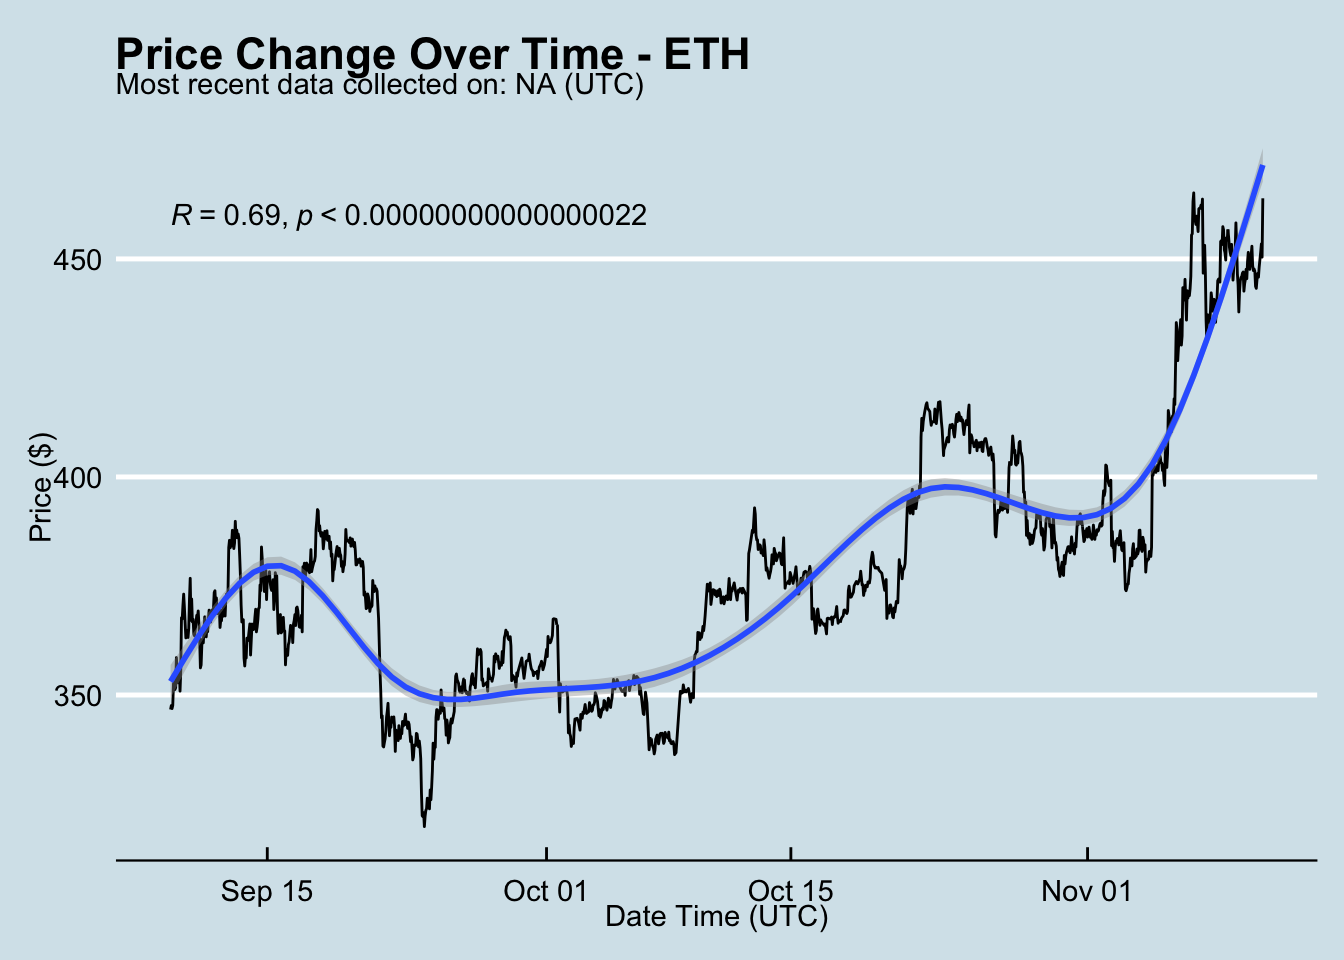 Price Change Over Time - ETH
Most recent data collected on: NA (UTC)
R = 0.69, p < 0.00000000000000022
450
400
350
Price ($)
Sep 15
Oct 01
Oct 15
Nov 01
Date Time (UTC)